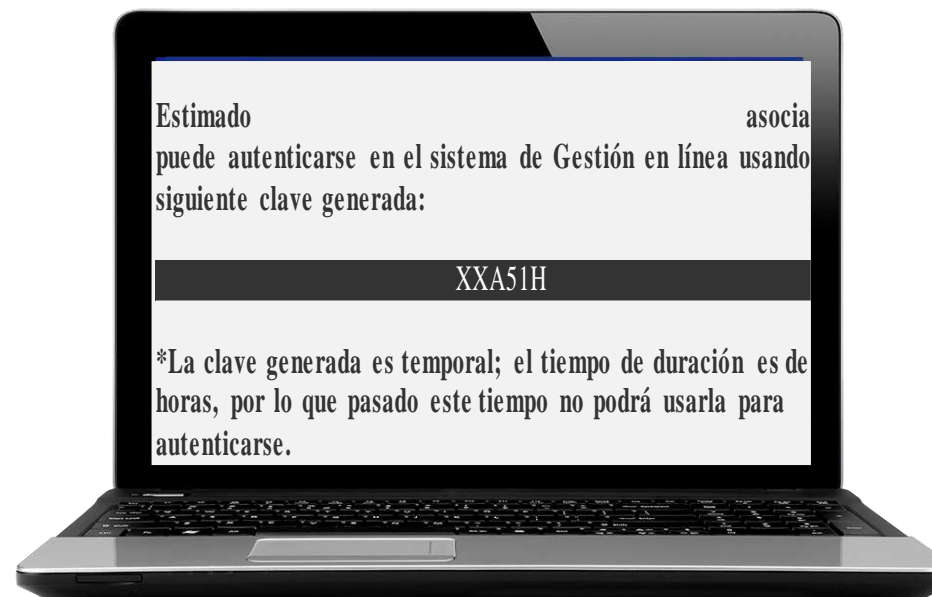 Estimado asocia
puede autenticarse en el sistema de Gestión en línea usando
siguiente clave generada:
XXA51H
*La clave generada es temporal; el tiempo de duración es de
horas, por lo que pasado este tiempo no podrá usarla para
autenticarse.